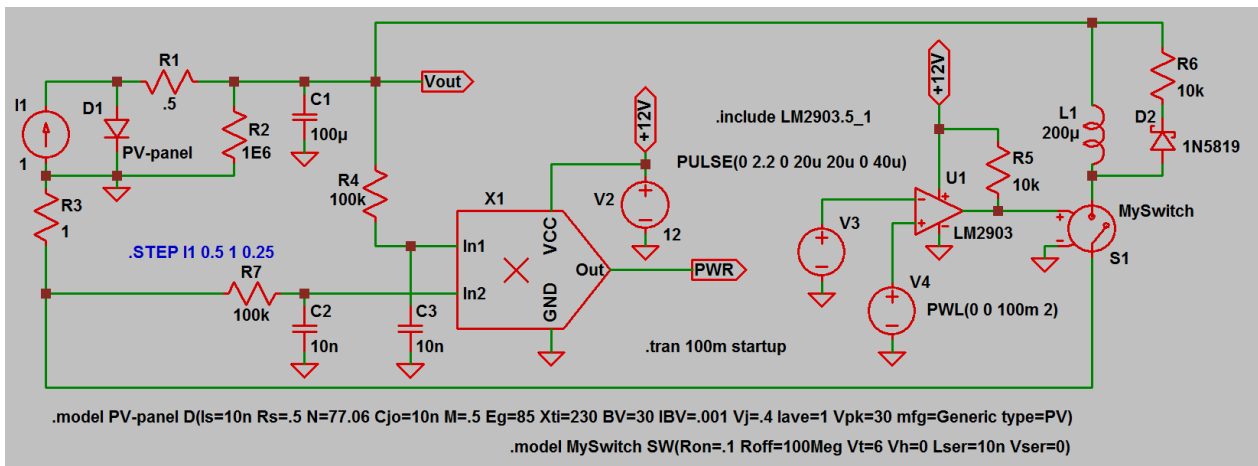 R1
.5
Vout
I1
1
D1
PV-panel
R2
1E6
C1
100µ
R3
1
R4
100k
.STEP I1 0.5 1 0.25
R7
100k
C2
10n
C3
10n
X1
In1
In2
VCC
GND
Out
PWR
+12V
V2
12
.include LM2903.5_1
PULSE(0 2.2 0 20u 20u 0 40u)
V3
+12V
U1
LM2903
R5
10k
V4
PWL(0 0 100m 2)
.tran 100m startup
L1
200µ
R6
10k
D2
1N5819
MySwitch
S1
.model PV-panel D(Is=10n Rs=.5 N=77.06 Cjo=10n M=.5 Eg=85 Xti=230 BV=30 IBV=.001 Vj=.4 Iave=1 Vpk=30 mfg=Generic type=PV)
.model MySwitch SW(Ron=.1 Roff=100Meg Vt=6 Vh=0 Lser=10n Vser=0)